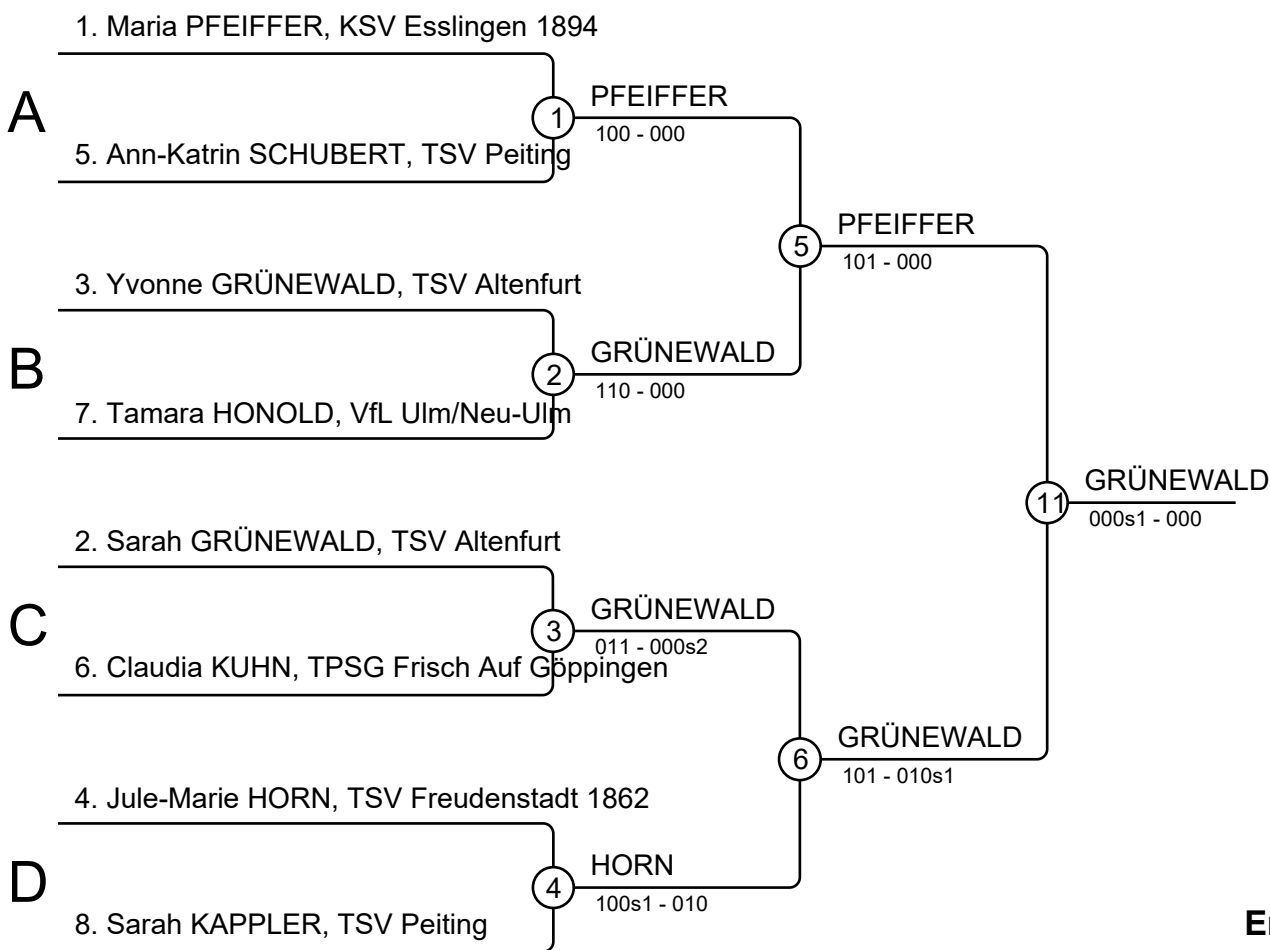 1. Maria PFEIFFER, KSV Esslingen 1894
A
1
PFEIFFER
100 - 000
5. Ann-Katrin SCHUBERT, TSV Peiting
5
PFEIFFER
101 - 000
3. Yvonne GRÜNEWALD, TSV Altenfurt
B
2
GRÜNEWALD
110 - 000
7. Tamara HONOLD, VfL Ulm/Neu-Ulm
11
GRÜNEWALD
000s1 - 000
2. Sarah GRÜNEWALD, TSV Altenfurt
C
3
GRÜNEWALD
011 - 000s2
6. Claudia KUHN, TPSG Frisch Auf Göppingen
6
GRÜNEWALD
101 - 010s1
4. Jule-Marie HORN, TSV Freudenstadt 1862
D
4
HORN
100s1 - 010
8. Sarah KAPPLER, TSV Peiting